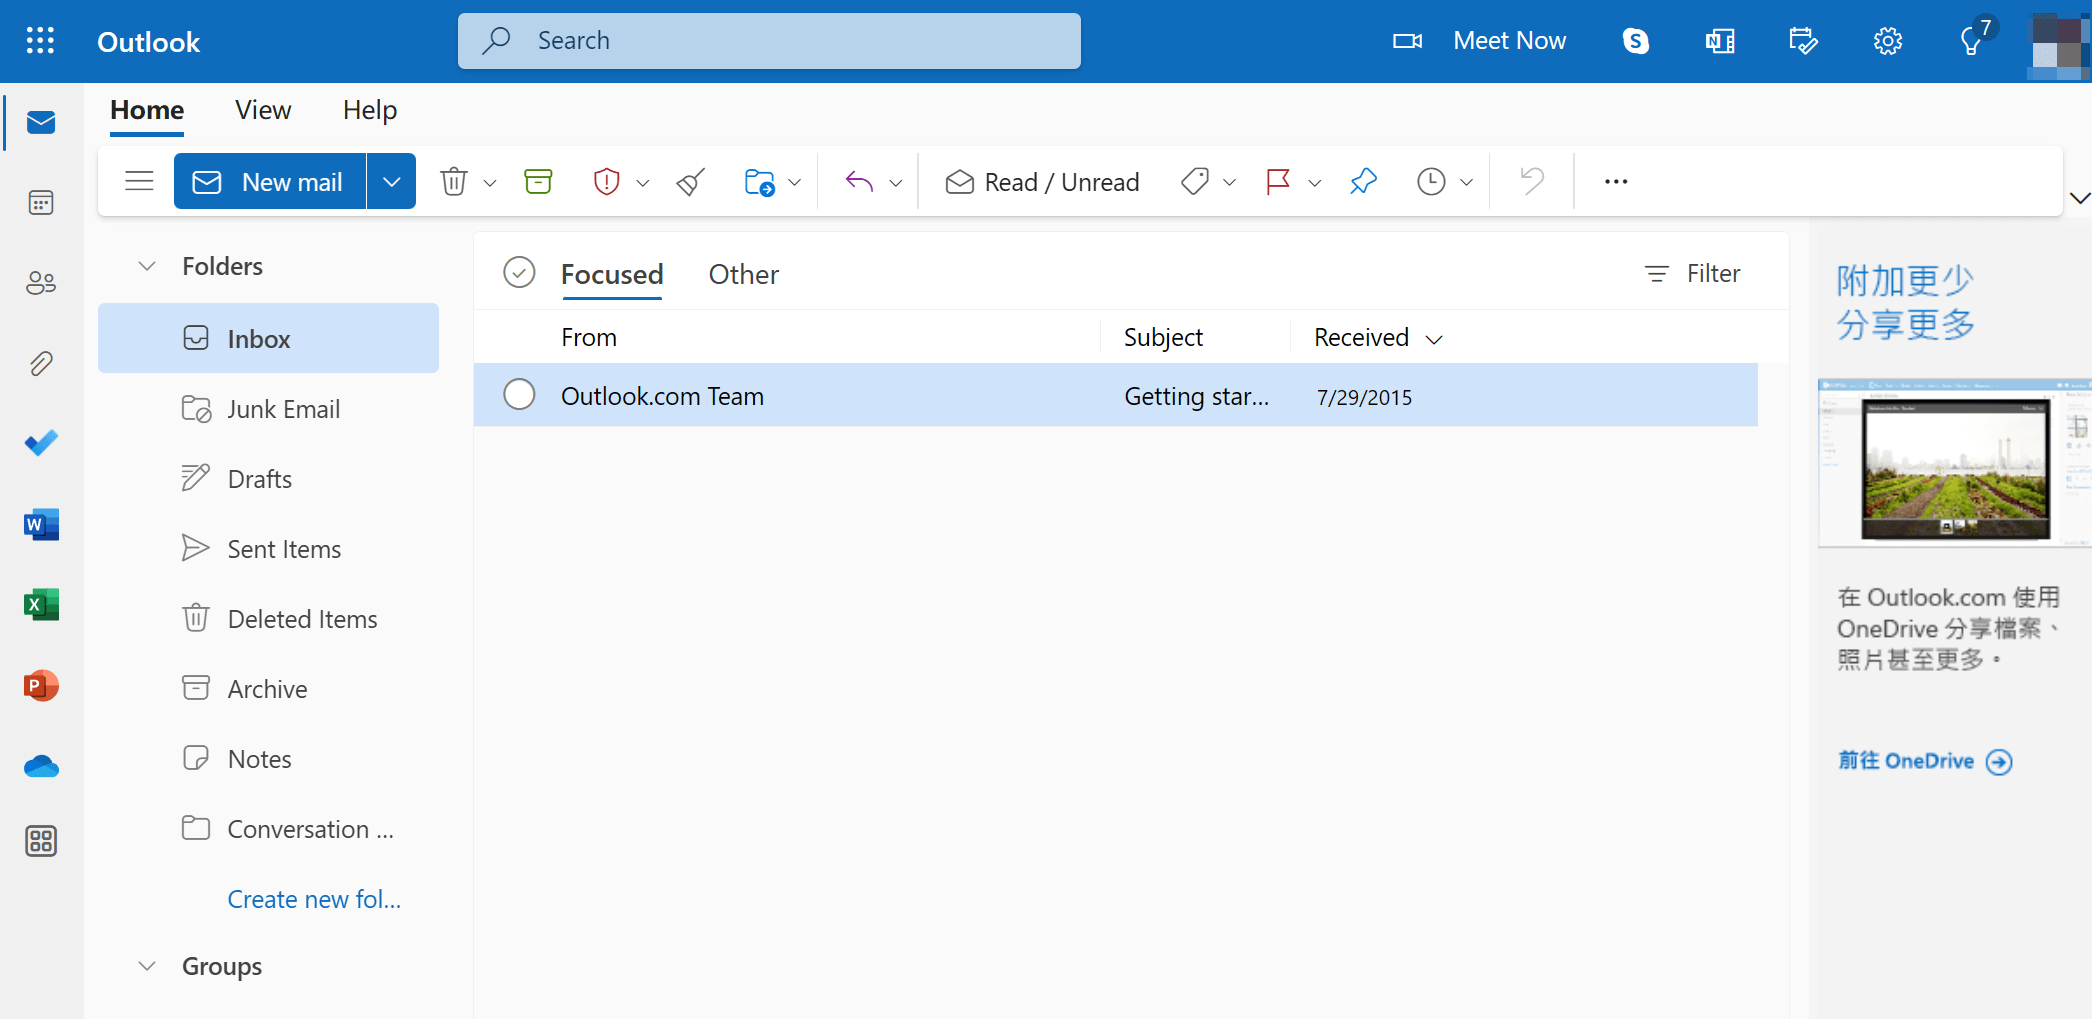 Outlook
Search
Meet Now
7
Home View Help
New mail
Read / Unread
Folders
Inbox
Junk Email
Drafts
Sent Items
Deleted Items
Archive
Notes
Conversation ...
Create new fol...
Groups
Focused Other
Filter
From Subject Received
Outlook.com Team Getting star... 7/29/2015
附加更少
分享更多
在 Outlook.com 使用
OneDrive 分享檔案、
照片甚至更多。
前往 OneDrive